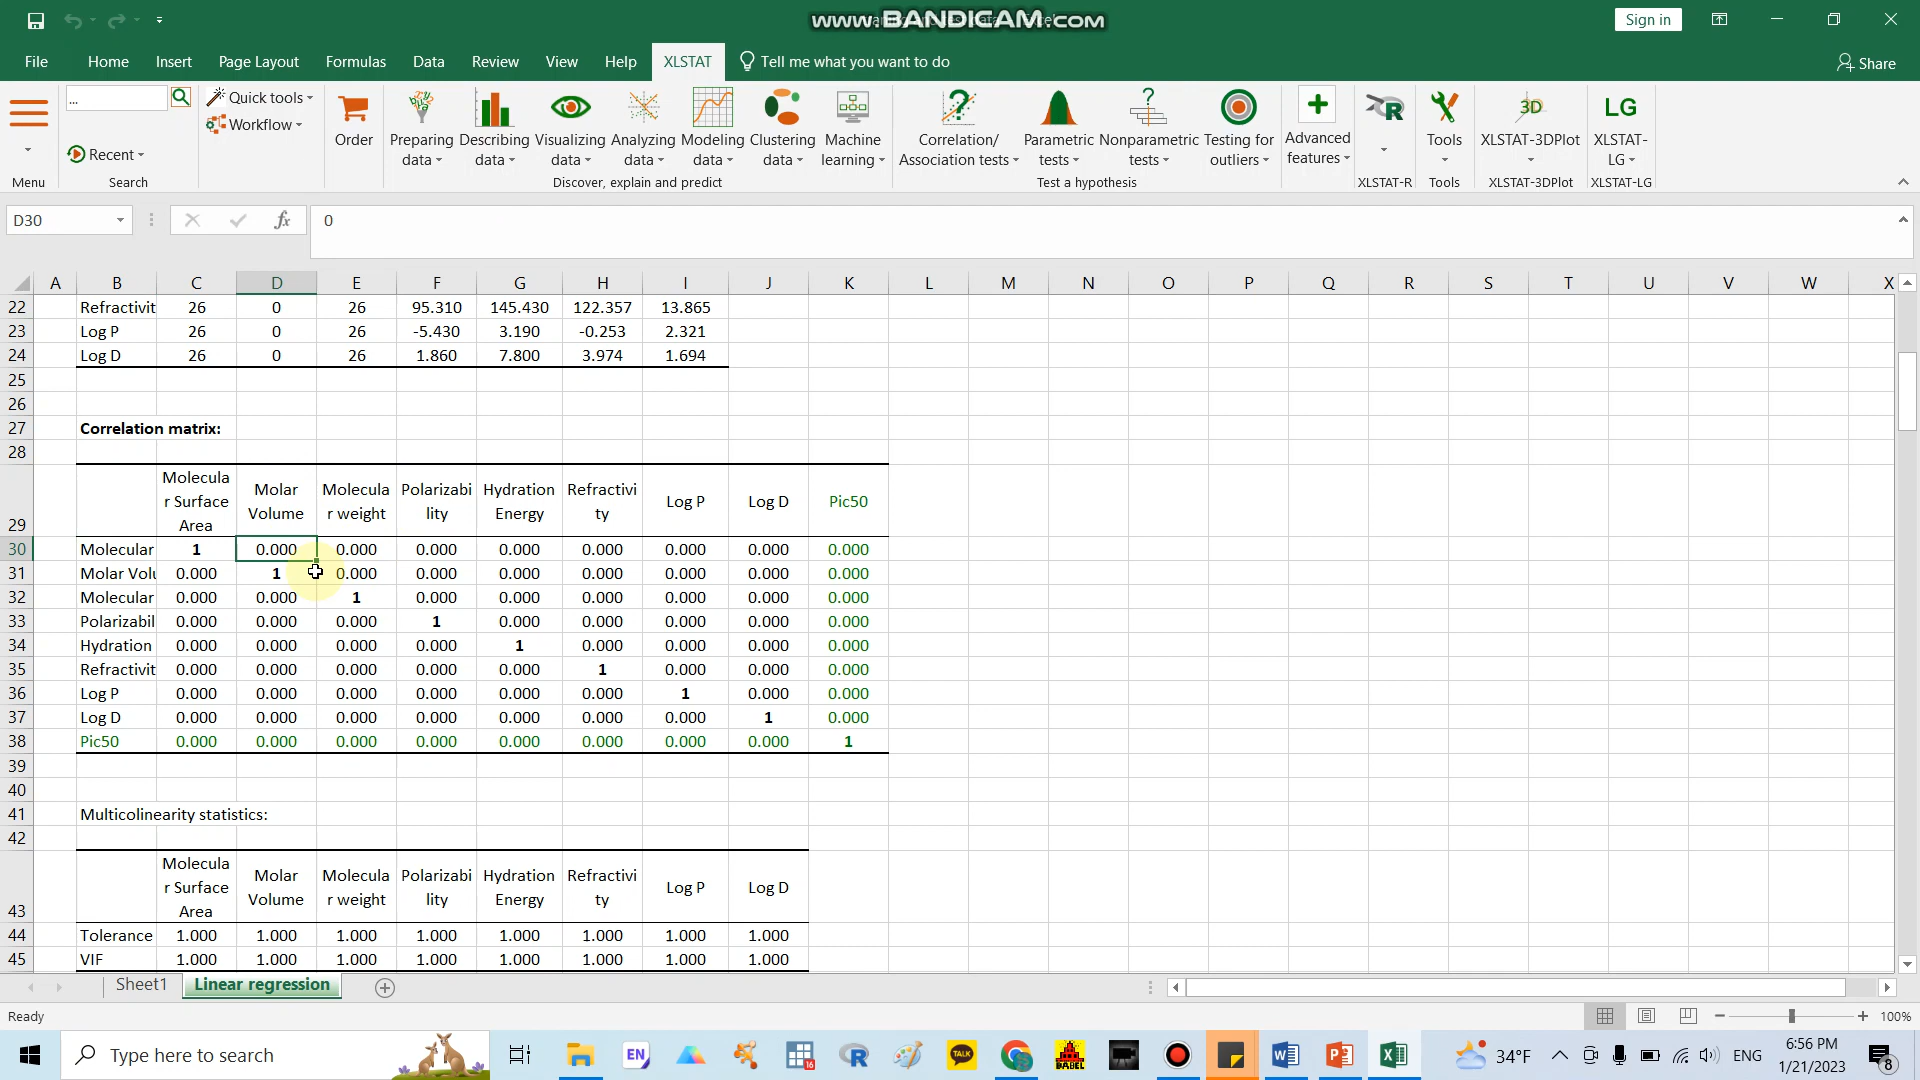 www.BANDICAM.com
Sign in
File Home Insert Page Layout Formulas Data Review View Help XLSTAT Tell me what you want to do Share
... Quick tools
Workflow
Recent
Order
Preparing data
Describing data
Visualizing data
Analyzing data
Modeling data
Clustering data
Machine learning
Correlation/ Association tests
Parametric tests
Nonparametric tests
Testing for outliers
Advanced features
Tools
XLSTAT-3DPlot
XLSTAT-LG
Menu Search Discover, explain and predict Test a hypothesis XLSTAT-R Tools XLSTAT-3DPlot XLSTAT-LG
D30 fx 0
A B C D E F G H I J K L M N O P Q R S T U V W X
22 Refractivit 26 0 26 95.310 145.430 122.357 13.865
23 Log P 26 0 26 -5.430 3.190 -0.253 2.321
24 Log D 26 0 26 1.860 7.800 3.974 1.694
25
26
27 Correlation matrix:
28
29 Molecular Surface Area Molar Volume Molecular weight Polarizability Hydration Energy Refractivity Log P Log D Pic50
30 Molecular 1 0.000 0.000 0.000 0.000 0.000 0.000 0.000 0.000
31 Molar Volu 0.000 1 0.000 0.000 0.000 0.000 0.000 0.000 0.000
32 Molecular 0.000 0.000 1 0.000 0.000 0.000 0.000 0.000 0.000
33 Polarizabil 0.000 0.000 0.000 1 0.000 0.000 0.000 0.000 0.000
34 Hydration 0.000 0.000 0.000 0.000 1 0.000 0.000 0.000 0.000
35 Refractivit 0.000 0.000 0.000 0.000 0.000 1 0.000 0.000 0.000
36 Log P 0.000 0.000 0.000 0.000 0.000 0.000 1 0.000 0.000
37 Log D 0.000 0.000 0.000 0.000 0.000 0.000 0.000 1 0.000
38 Pic50 0.000 0.000 0.000 0.000 0.000 0.000 0.000 0.000 1
39
40
41 Multicolinearity statistics:
42
43 Molecular Surface Area Molar Volume Molecular weight Polarizability Hydration Energy Refractivity Log P Log D
44 Tolerance 1.000 1.000 1.000 1.000 1.000 1.000 1.000 1.000
45 VIF 1.000 1.000 1.000 1.000 1.000 1.000 1.000 1.000
Sheet1 Linear regression
Ready 100%
Type here to search EN TALK BABEL 34°F ENG 6:56 PM
1/21/2023 8